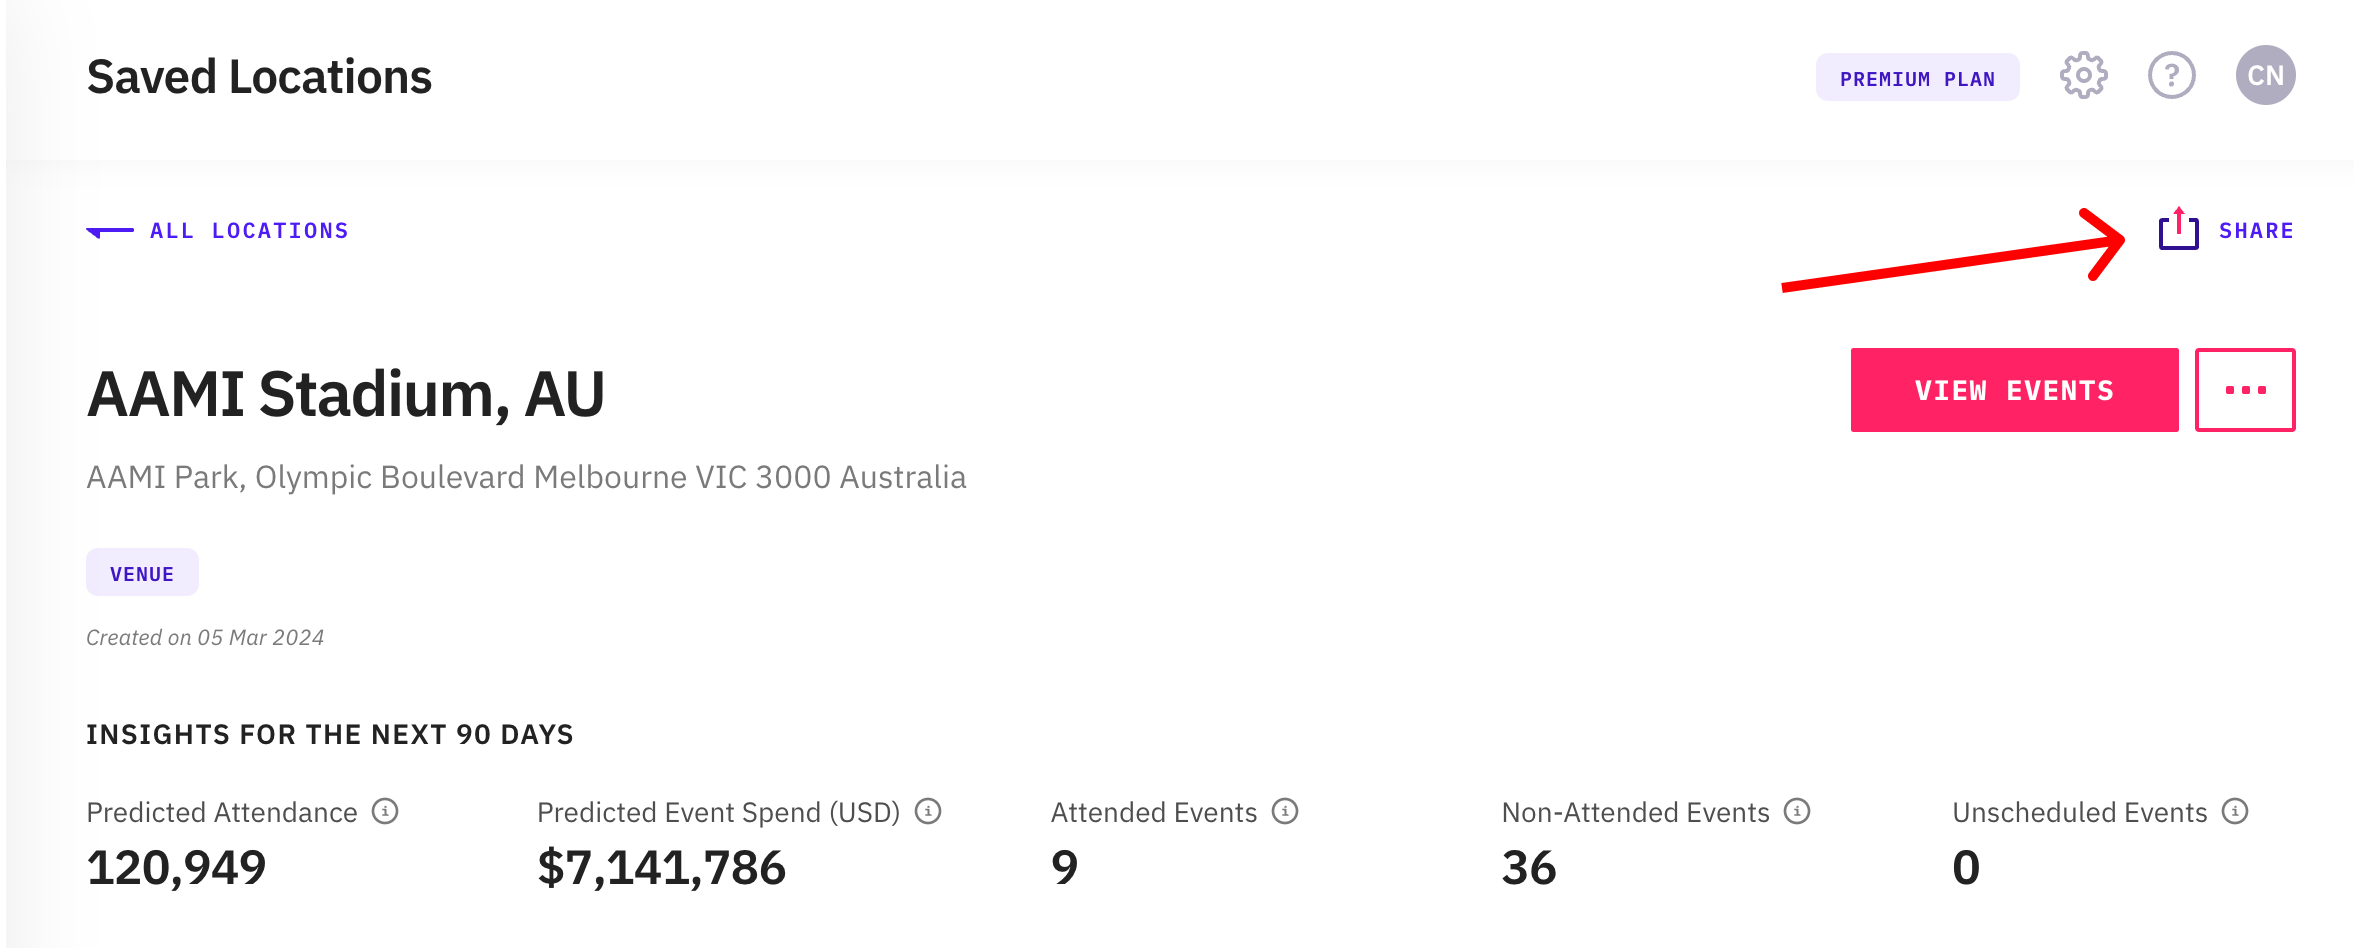 Saved Locations
PREMIUM PLAN
?
CN
ALL LOCATIONS
SHARE
AAMI Stadium, AU
VIEW EVENTS
AAMI Park, Olympic Boulevard Melbourne VIC 3000 Australia
VENUE
Created on 05 Mar 2024
INSIGHTS FOR THE NEXT 90 DAYS
Predicted Attendance
120,949
Predicted Event Spend (USD)
$7,141,786
Attended Events
9
Non-Attended Events
36
Unscheduled Events
0